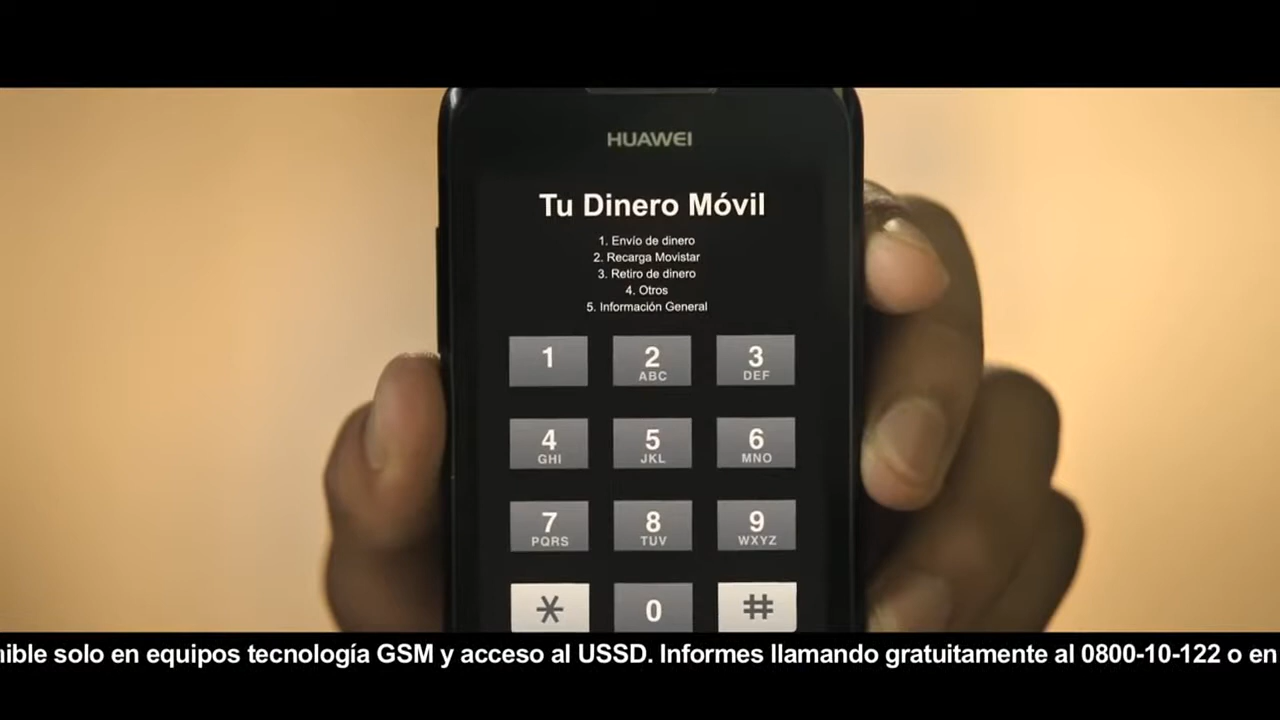 HUAWEI
Tu Dinero Móvil
1. Envío de dinero
2. Recarga Movistar
3. Retiro de dinero
4. Otros
5. Información General
1
2 ABC
3 DEF
4 GHI
5 JKL
6 MNO
7 PQRS
8 TUV
9 WXYZ
* 0 #
nible solo en equipos tecnología GSM y acceso al USSD. Informes llamando gratuitamente al 0800-10-122 o en